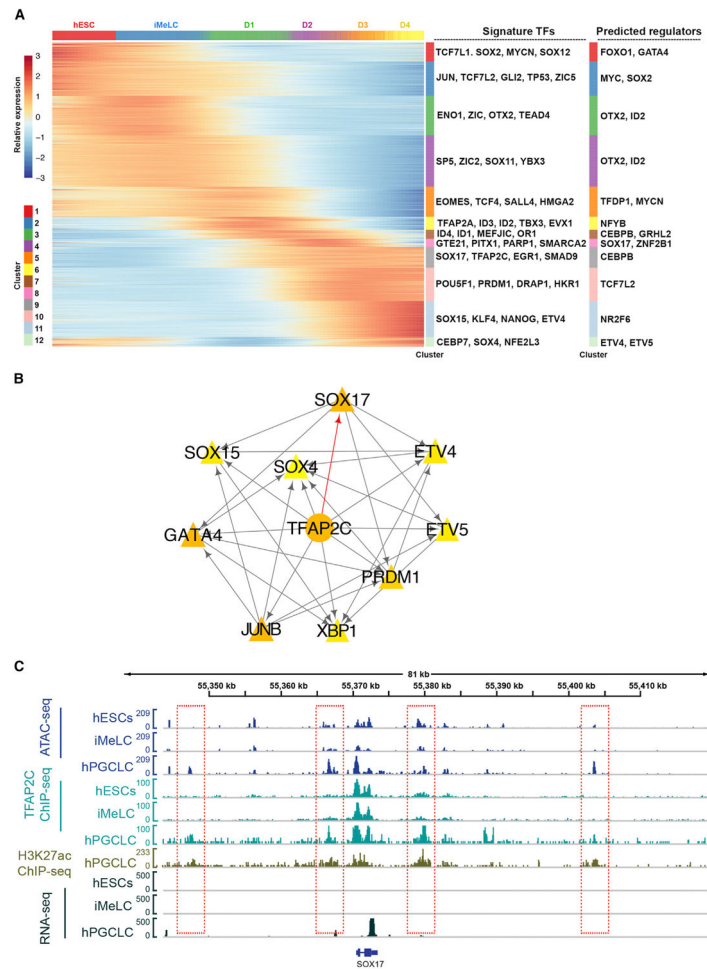 A
Signature TFs
Predicted regulators
hESC iMeLC D1 D2 D3 D4
Relative expression
3
2
1
0
−1
−2
−3
TCF7L1. SOX2, MYCN, SOX12
FOXO1, GATA4
JUN, TCF7L2, GLI2, TP53, ZIC5
MYC, SOX2
ENO1, ZIC, OTX2, TEAD4
OTX2, ID2
SP5, ZIC2, SOX11, YBX3
OTX2, ID2
EOMES, TCF4, SALL4, HMGA2
TFDP1, MYCN
TFAP2A, ID3, ID2, TBX3, EVX1
NFYB
ID4, ID1, MEFJIC, OR1
CEBPB, GRHL2
GTE21, PITX1, PARP1, SMARCA2
SOX17, ZNF2B1
SOX17, TFAP2C, EGR1, SMAD9
CEBPB
POU5F1, PRDM1, DRAP1, HKR1
TCF7L2
SOX15, KLF4, NANOG, ETV4
NR2F6
CEBP7, SOX4, NFE2L3
ETV4, ETV5
Cluster
1
2
3
4
5
6
7
8
9
10
11
12
Cluster
Cluster
B
SOX17
SOX15
ETV4
SOX4
GATA4
TFAP2C
ETV5
PRDM1
JUNB
XBP1
C
81 kb
55,350 kb 55,360 kb 55,370 kb 55,380 kb 55,390 kb 55,400 kb 55,410 kb
ATAC-seq
hESCs 209
0
iMeLC 209
0
hPGCLC 209
0
TFAP2C
ChIP-seq
hESCs 100
0
iMeLC 100
0
hPGCLC 100
0
H3K27ac
ChIP-seq
hPGCLC 233
0
RNA-seq
hESCs 500
0
iMeLC 500
0
hPGCLC 500
0
SOX17